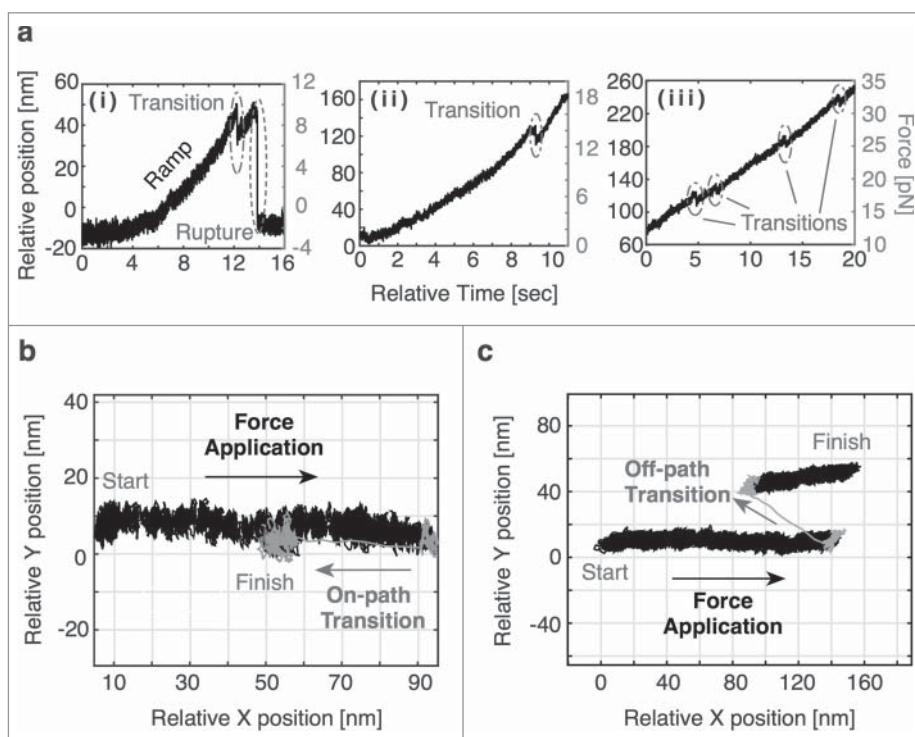 a
60
40
20
0
-20
0 4 8 12 16
12
8
4
0
-4
(i)
Transition
Ramp
Rupture
Relative position [nm]
160
120
80
40
0
0 2 4 6 8 10
18
12
6
0
(ii)
Transition
Relative Time [sec]
260
220
180
140
100
60
0 5 10 15 20
35
30
25
20
15
10
(iii)
Transitions
Force
[pN]
b
40
20
0
-20
10 30 50 70 90
Relative Y position [nm]
Relative X position [nm]
Force
Application
Start
Finish
On-path
Transition
c
80
40
0
-40
0 40 80 120 160
Relative Y position [nm]
Relative X position [nm]
Finish
Off-path
Transition
Start
Force
Application